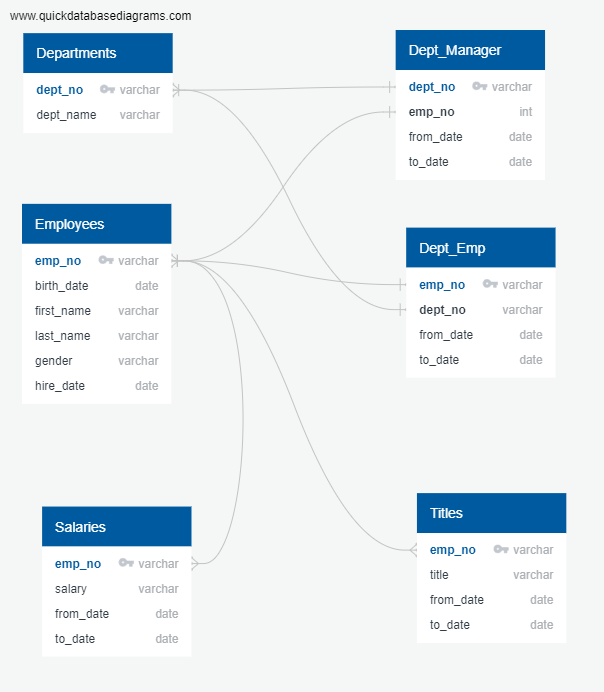 www.quickdatabasediagrams.com
Departments
dept_no varchar
dept_name varchar
Dept_Manager
dept_no varchar
emp_no int
from_date date
to_date date
Employees
emp_no varchar
birth_date date
first_name varchar
last_name varchar
gender varchar
hire_date date
Dept_Emp
emp_no varchar
dept_no varchar
from_date date
to_date date
Salaries
emp_no varchar
salary varchar
from_date date
to_date date
Titles
emp_no varchar
title varchar
from_date date
to_date date